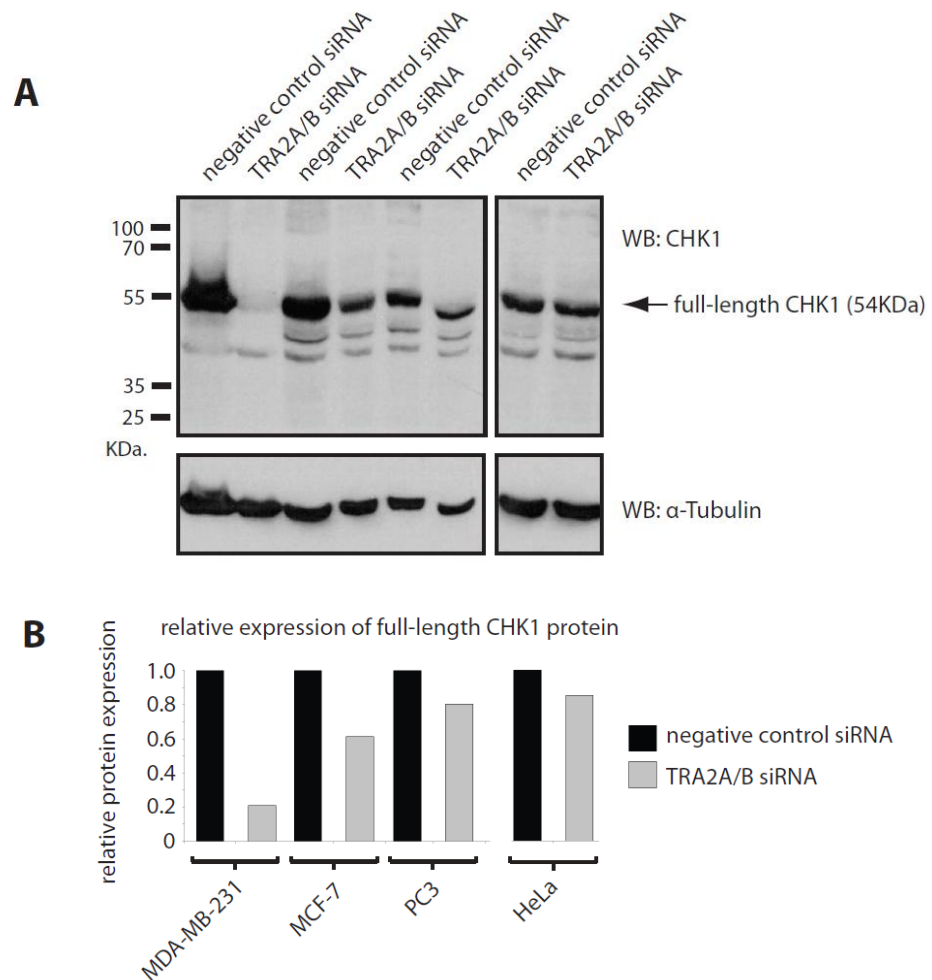 A
negative control siRNA
TRA2A/B siRNA
negative control siRNA
TRA2A/B siRNA
negative control siRNA
TRA2A/B siRNA
negative control siRNA
TRA2A/B siRNA
100
70
55
35
25
KDa.
WB: CHK1
full-length CHK1 (54KDa)
WB: α-Tubulin
B
relative expression of full-length CHK1 protein
relative protein expression
1.0
0.8
0.6
0.4
0.2
0
negative control siRNA
TRA2A/B siRNA
MDA-MB-231
MCF-7
PC3
HeLa